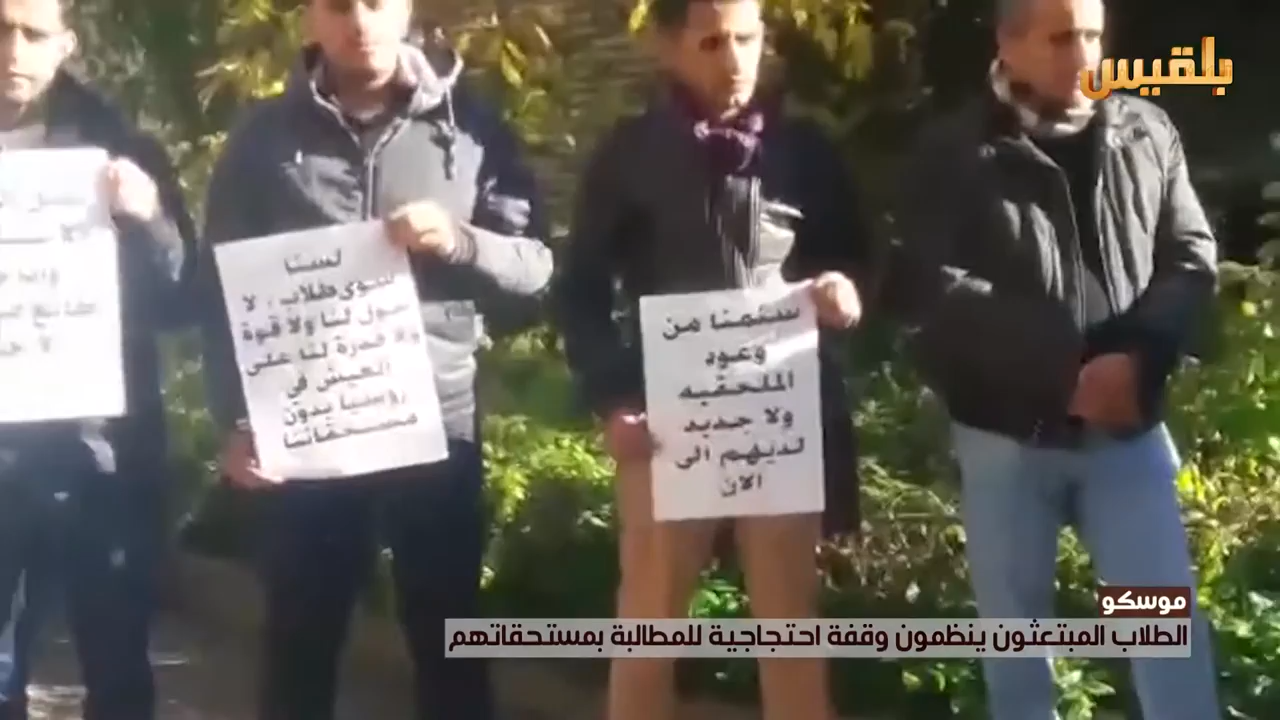 بلقيس
لسنا
سوى طلاب، لا
حول لنا ولا قوة
ولا قدرة لنا على
العيش في
روسيا بدون
مستحقاتنا
سئمنا من
وعود
الملحقيه
ولا جديد
لديهم الى
الان
موسكو
الطلاب المبتعثون ينظمون وقفة احتجاجية للمطالبة بمستحقاتهم